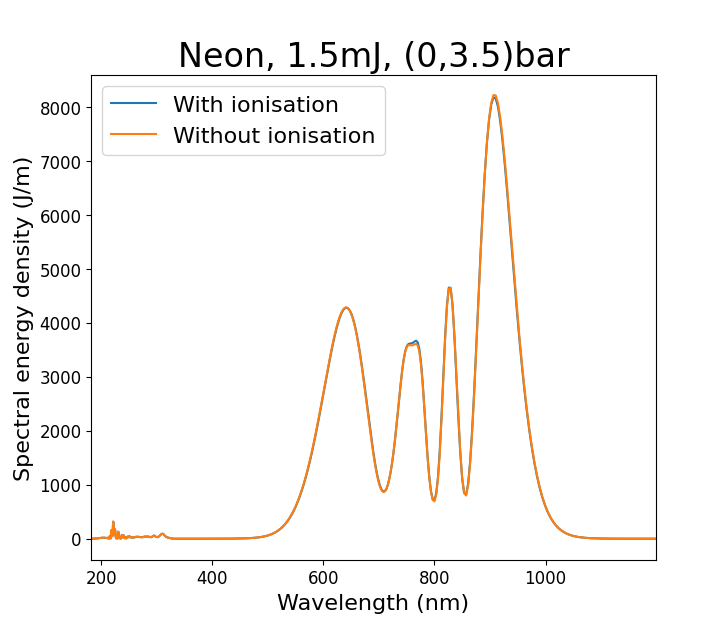 Neon, 1.5mJ, (0,3.5)bar
With ionisation
Without ionisation
Spectral energy density (J/m)
8000
7000
6000
5000
4000
3000
2000
1000
0
200 400 600 800 1000
Wavelength (nm)